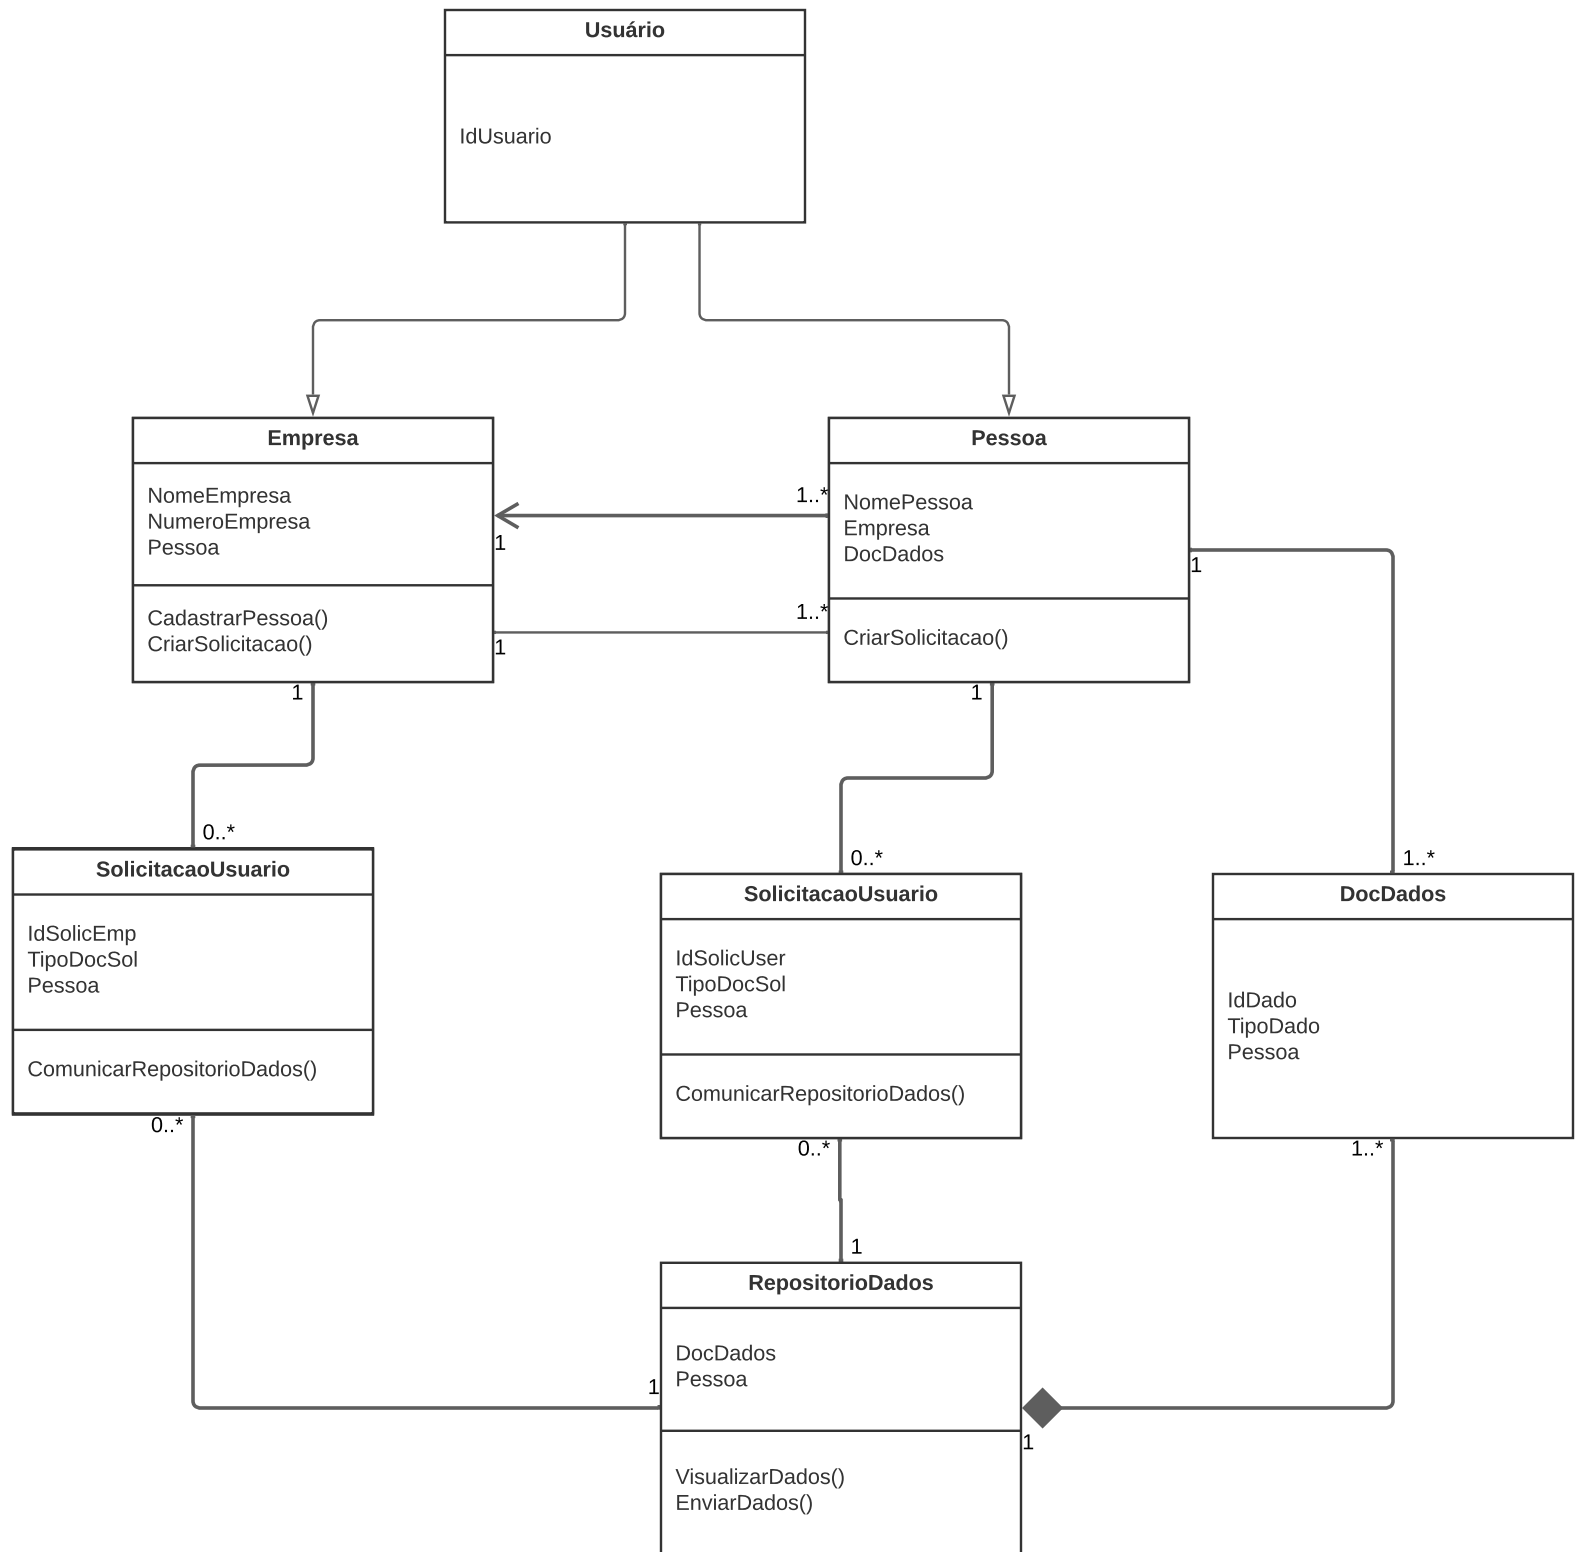 Usuário
IdUsuario
Empresa
NomeEmpresa
NumeroEmpresa
Pessoa
CadastrarPessoa()
CriarSolicitacao()
1..*
1
1..*
1
Pessoa
NomePessoa
Empresa
DocDados
CriarSolicitacao()
1
1
1
0..*
0..*
1..*
SolicitacaoUsuario
IdSolicEmp
TipoDocSol
Pessoa
ComunicarRepositorioDados()
0..*
SolicitacaoUsuario
IdSolicUser
TipoDocSol
Pessoa
ComunicarRepositorioDados()
0..*
DocDados
IdDado
TipoDado
Pessoa
1..*
1
1
RepositorioDados
DocDados
Pessoa
VisualizarDados()
EnviarDados()
1